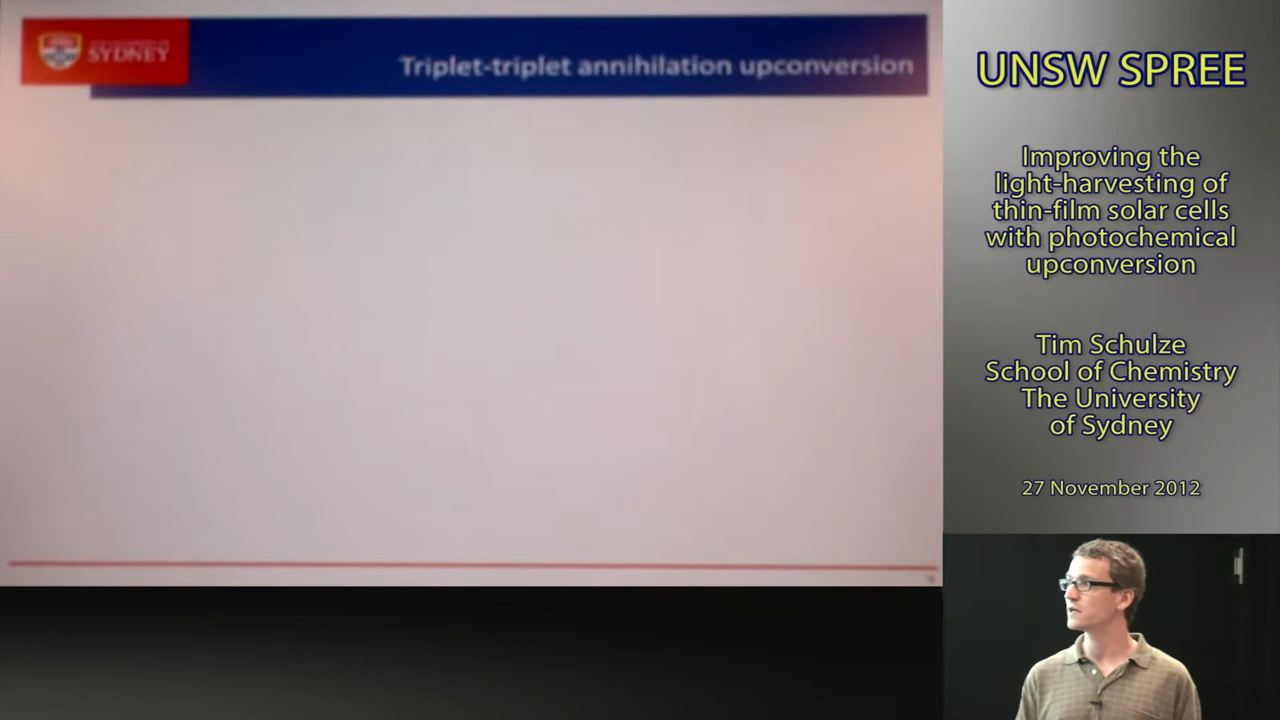 SYDNEY
Triplet-triplet annihilation upconversion
UNSW SPREE
Improving the
light-harvesting of
thin-film solar cells
with photochemical
upconversion
Tim Schulze
School of Chemistry
The University
of Sydney
27 November 2012